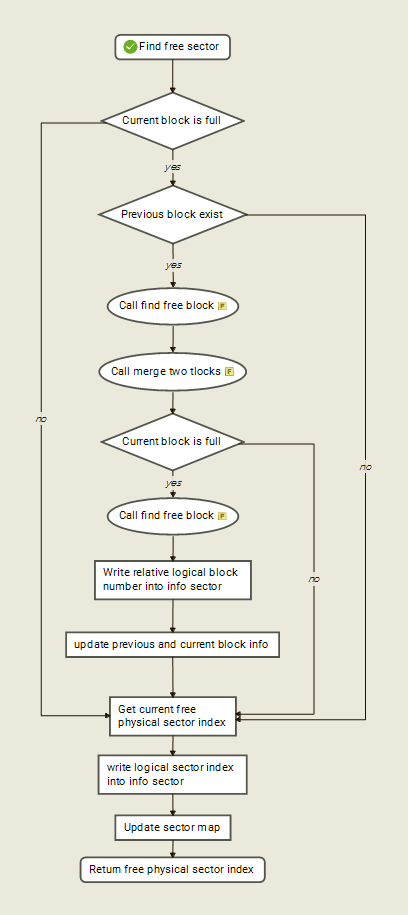 Find free sector
Current block is full
yes
Previous block exist
yes
Call find free block F
Call merge two tlocks F
Current block is full
no
no
yes
Call find free block F
Write relative logical block
number into info sector
no
update previous and current block info
Get current free
physical sector index
write logical sector index
into info sector
Update sector map
Retum free physical sector index